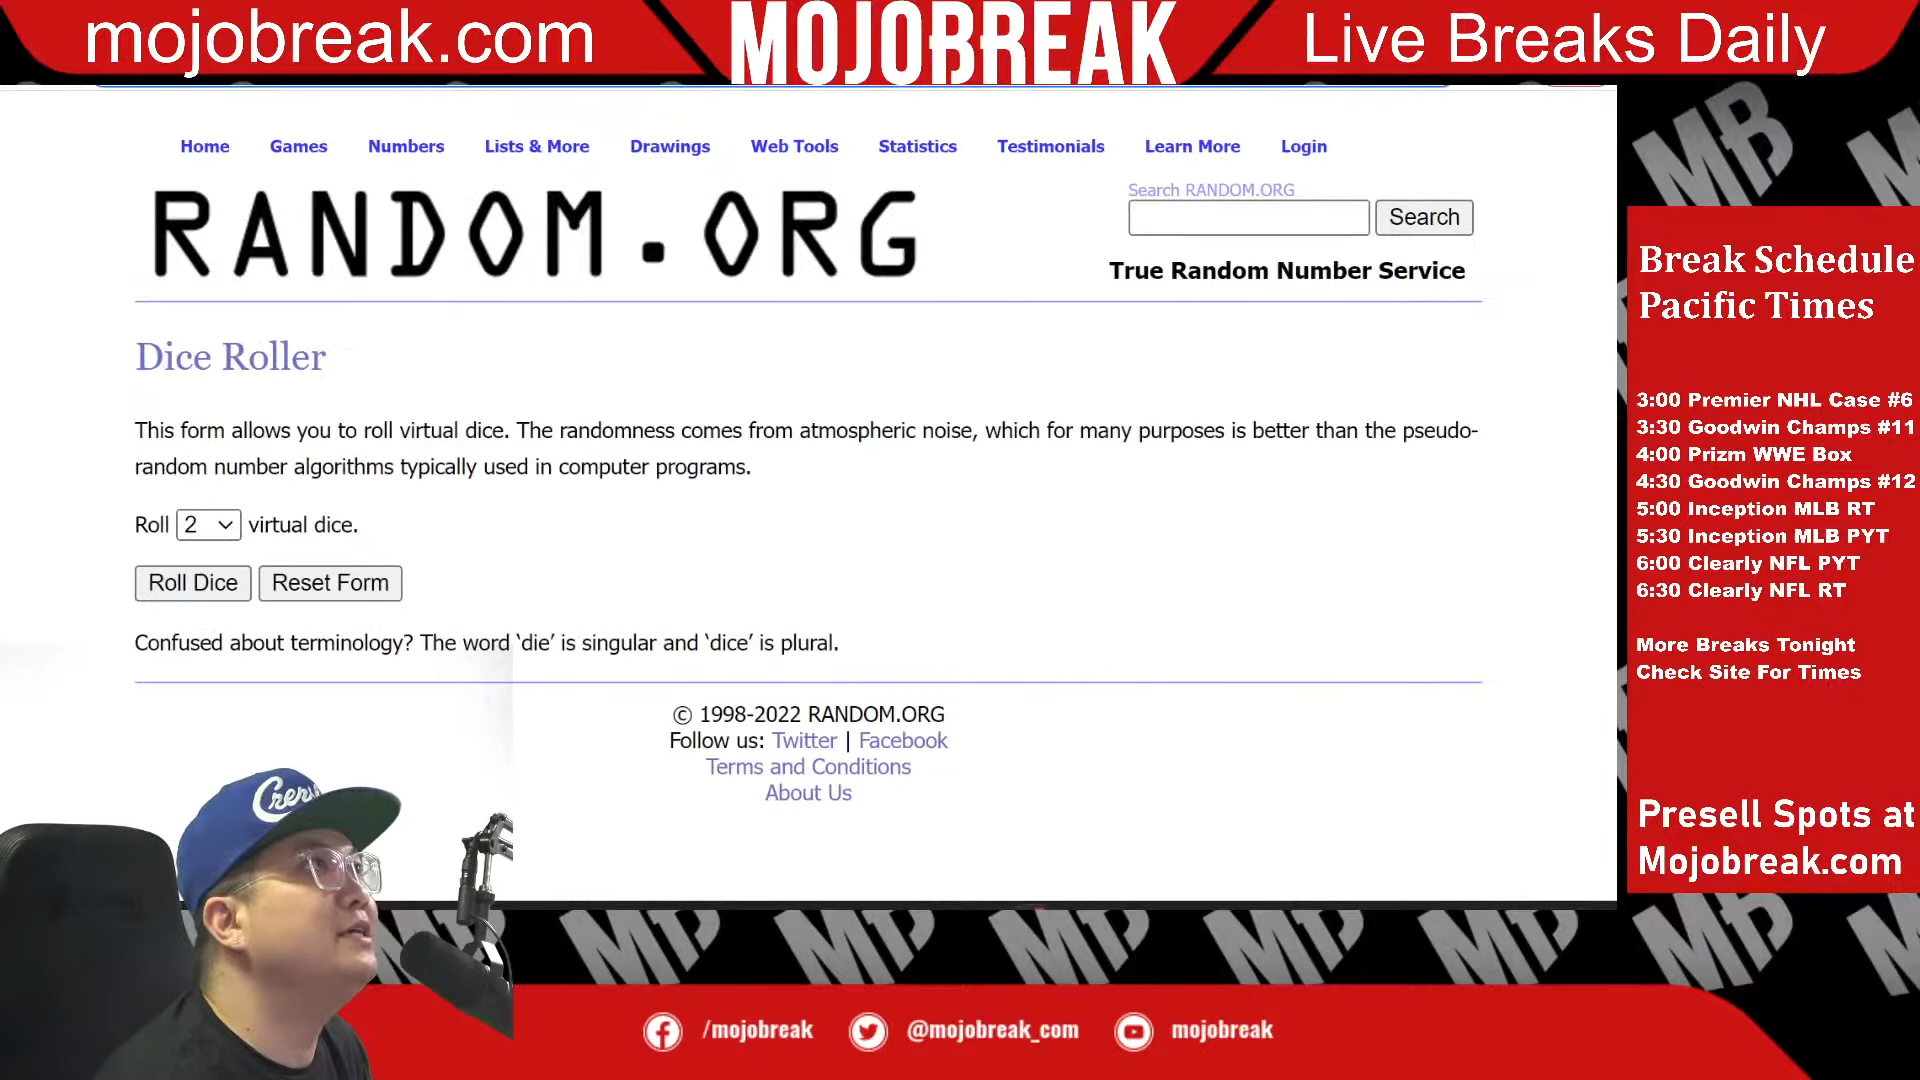 mojobreak.com
MOJOBREAK
Live Breaks Daily
Home Games Numbers Lists & More Drawings Web Tools Statistics Testimonials Learn More Login
RANDOM.ORG
Search RANDOM.ORG
Search
True Random Number Service
Dice Roller
This form allows you to roll virtual dice. The randomness comes from atmospheric noise, which for many purposes is better than the pseudo-
random number algorithms typically used in computer programs.
Roll 2 virtual dice.
Roll Dice Reset Form
Confused about terminology? The word ‘die’ is singular and ‘dice’ is plural.
© 1998-2022 RANDOM.ORG
Follow us: Twitter | Facebook
Terms and Conditions
About Us
Break Schedule
Pacific Times
3:00 Premier NHL Case #6
3:30 Goodwin Champs #11
4:00 Prizm WWE Box
4:30 Goodwin Champs #12
5:00 Inception MLB RT
5:30 Inception MLB PYT
6:00 Clearly NFL PYT
6:30 Clearly NFL RT
More Breaks Tonight
Check Site For Times
Presell Spots at
Mojobreak.com
MB
MB MB MB MB MB MB
/mojobreak @mojobreak_com mojobreak